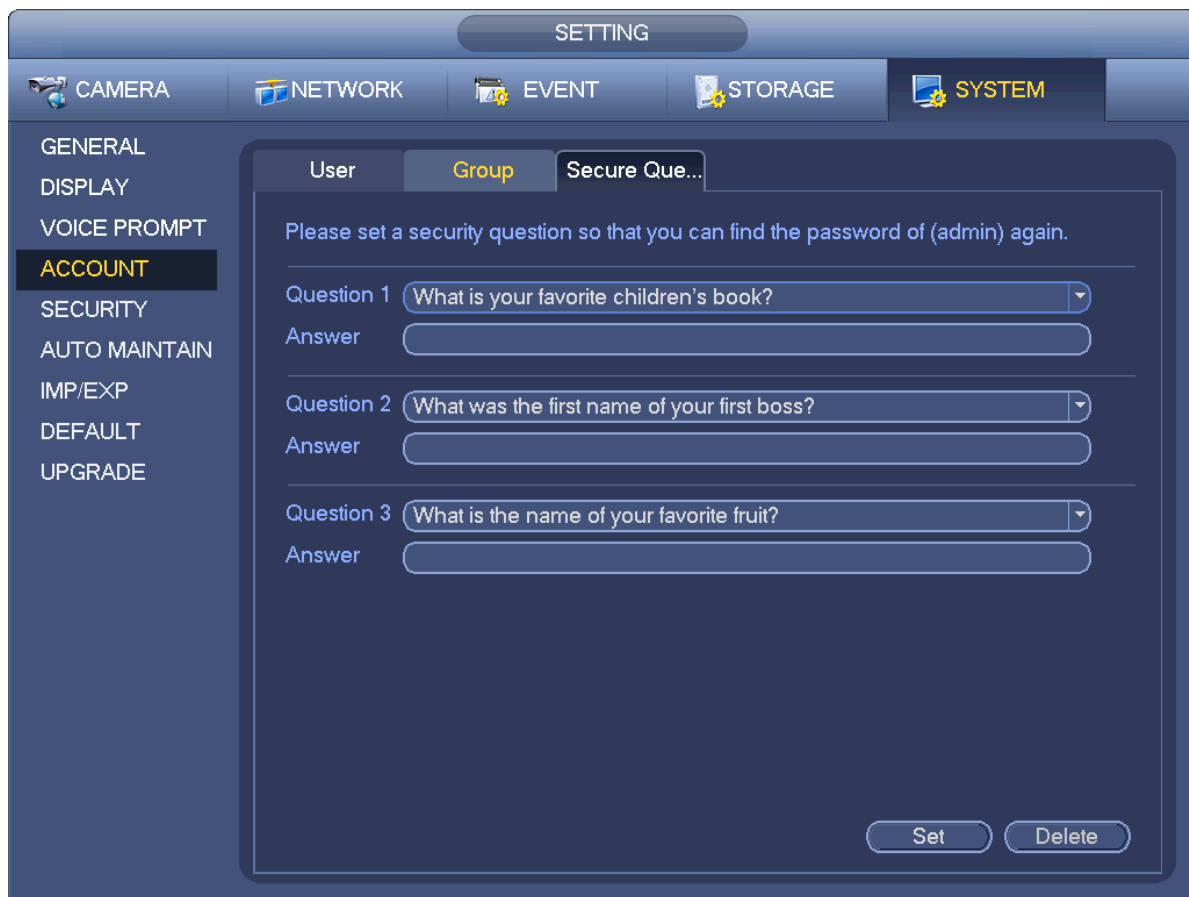 SETTING
CAMERA NETWORK EVENT STORAGE SYSTEM
GENERAL
DISPLAY
VOICE PROMPT
ACCOUNT
SECURITY
AUTO MAINTAIN
IMP/EXP
DEFAULT
UPGRADE
User Group Secure Que...
Please set a security question so that you can find the password of (admin) again.
Question 1 What is your favorite children's book?
Answer
Question 2 What was the first name of your first boss?
Answer
Question 3 What is the name of your favorite fruit?
Answer
Set Delete